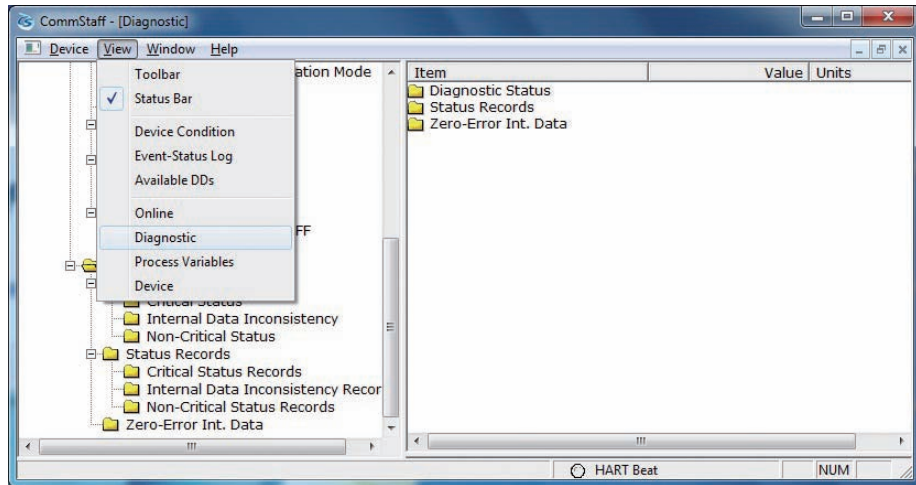 CommStaff - [Diagnostic]
Device View Window Help
Toolbar
Status Bar
Device Condition
Event-Status Log
Available DDs
Online
Diagnostic
Process Variables
Device
ation Mode
FF
Critical Status
Internal Data Inconsistency
Non-Critical Status
Status Records
Critical Status Records
Internal Data Inconsistency Recor
Non-Critical Status Records
Zero-Error Int. Data
Item Value Units
Diagnostic Status
Status Records
Zero-Error Int. Data
HART Beat NUM